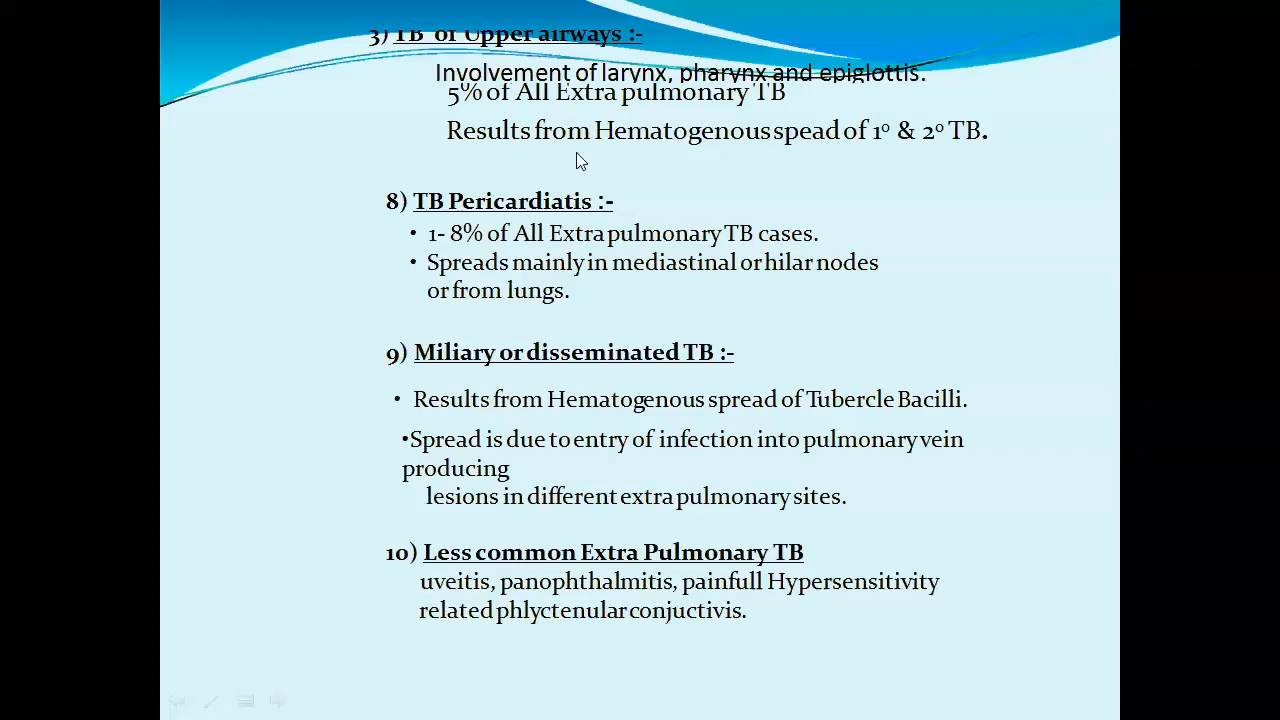 3) TB of Upper airways :-
Involvement of larynx, pharynx and epiglottis.
5% of All Extra pulmonary TB
Results from Hematogenous spead of 1º & 2º TB.
8) TB Pericardiatis :-
• 1- 8% of All Extra pulmonary TB cases.
• Spreads mainly in mediastinal or hilar nodes
or from lungs.
9) Miliary or disseminated TB :-
• Results from Hematogenous spread of Tubercle Bacilli.
•Spread is due to entry of infection into pulmonary vein
producing
lesions in different extra pulmonary sites.
10) Less common Extra Pulmonary TB
uveitis, panophthalmitis, painfull Hypersensitivity
related phlyctenular conjuctivis.